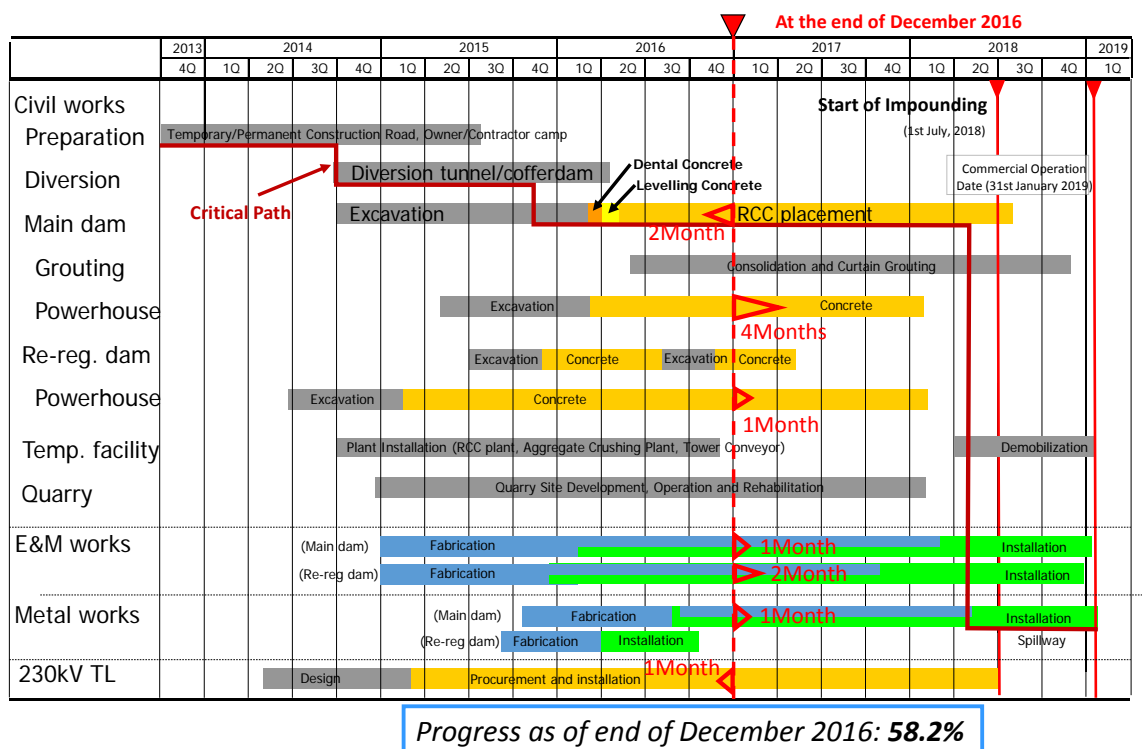 At the end of December 2016
2013 2014 2015 2016 2017 2018 2019
4Q 1Q 2Q 3Q 4Q 1Q 2Q 3Q 4Q 1Q 2Q 3Q 4Q 1Q 2Q 3Q 4Q 1Q 2Q 3Q 4Q 1Q
Civil works
Start of Impounding
(1st July, 2018)
Preparation
Temporary/Permanent Construction Road, Owner/Contractor camp
Dental Concrete
Levelling Concrete
Commercial Operation
Date (31st January 2019)
Diversion
Diversion tunnel/cofferdam
Critical Path
Main dam
Excavation
RCC placement
2Month
Grouting
Consolidation and Curtain Grouting
Powerhouse
Excavation
Concrete
4Months
Re-reg. dam
Excavation
Concrete
Excavation
Concrete
Powerhouse
Excavation
Concrete
1Month
Temp. facility
Plant Installation (RCC plant, Aggregate Crushing Plant, Tower Conveyor)
Demobilization
Quarry
Quarry Site Development, Operation and Rehabilitation
E&M works
(Main dam)
Fabrication
1Month
Installation
(Re-reg dam)
Fabrication
2Month
Installation
Metal works
(Main dam)
Fabrication
1Month
Installation
(Re-reg dam)
Fabrication
Installation
Spillway
230kV TL
Design
Procurement and installation
1Month
Progress as of end of December 2016: 58.2%